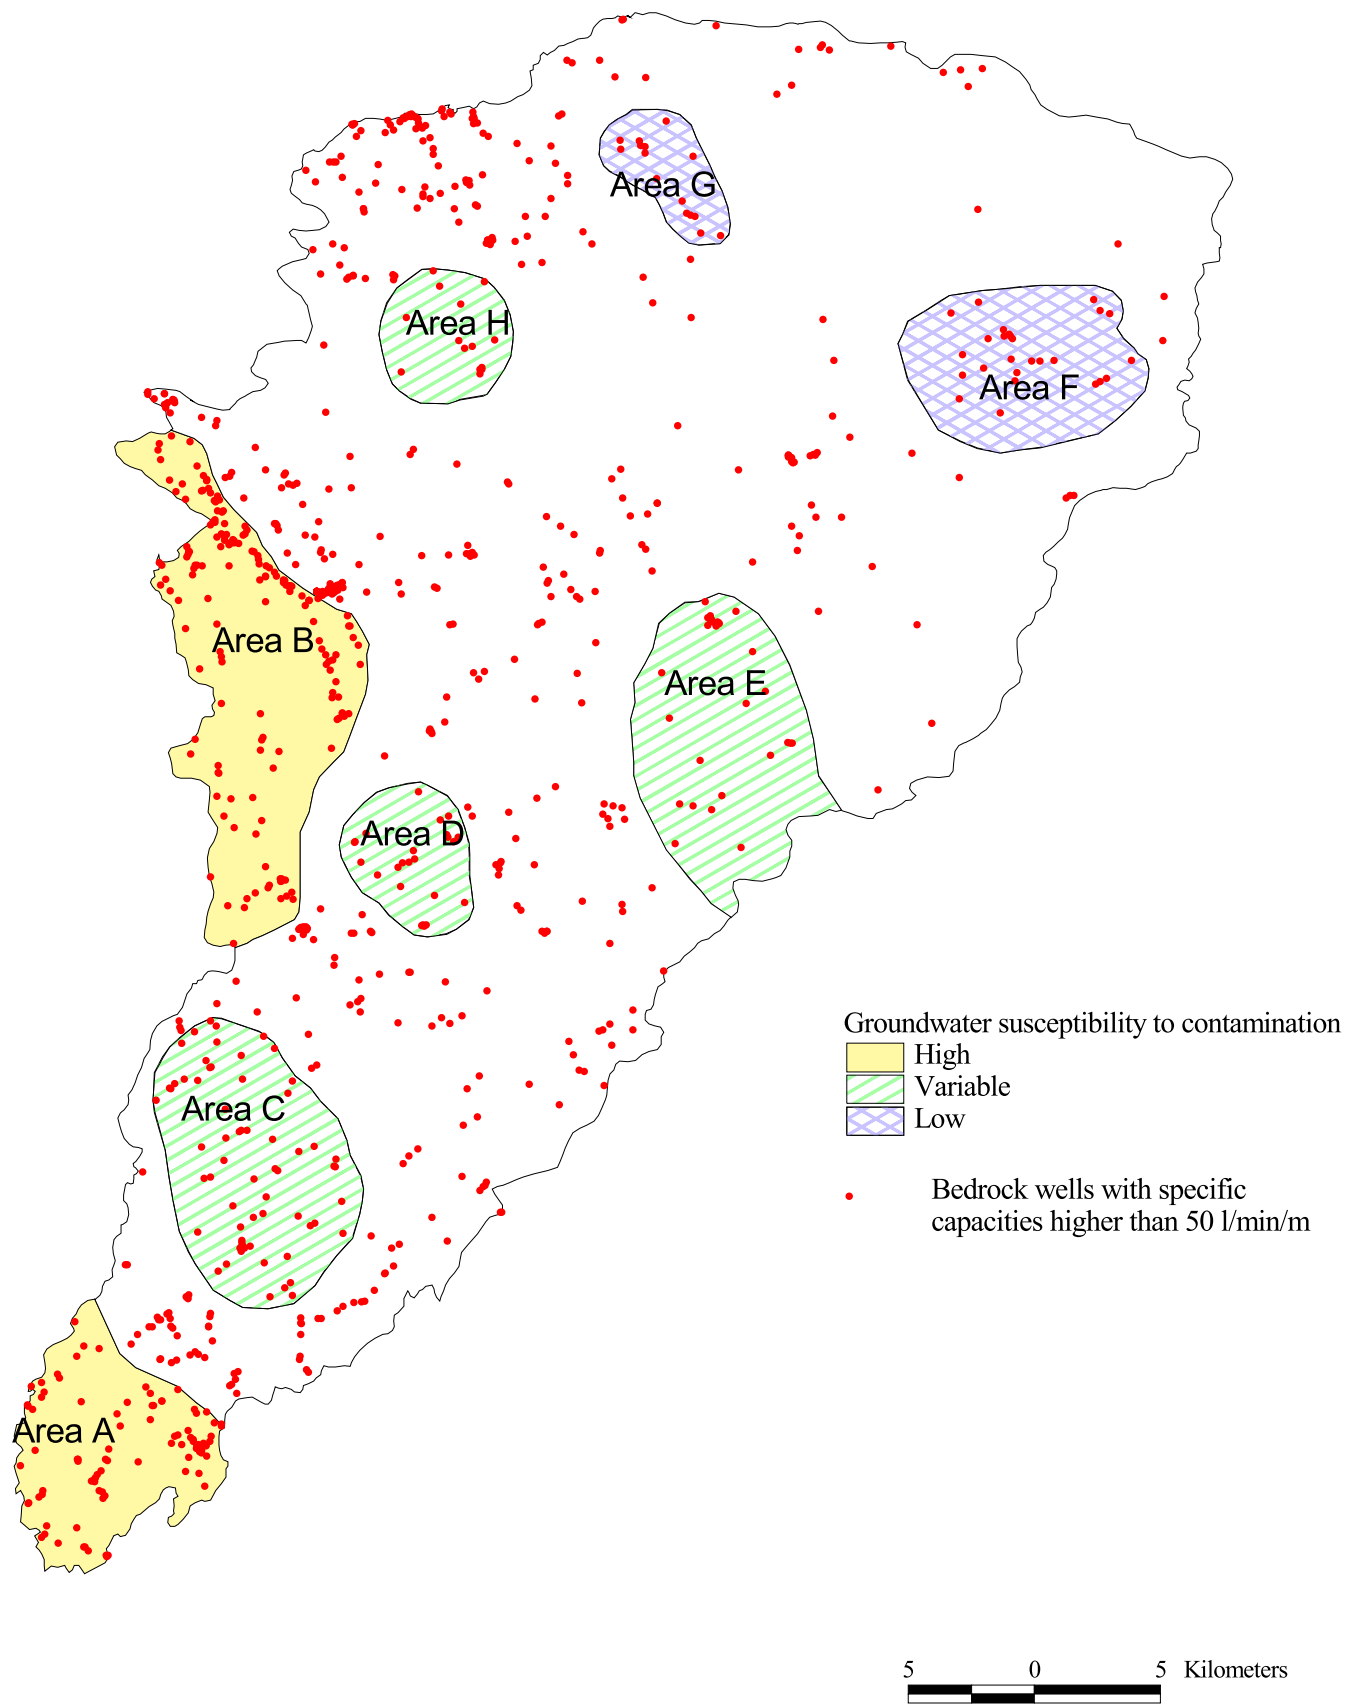 Area G
Area H
Area F
Area B
Area E
Area D
Groundwater susceptibility to contamination
High
Variable
Low
Area C
Bedrock wells with specific
capacities higher than 50 l/min/m
Area A
5 0 5 Kilometers